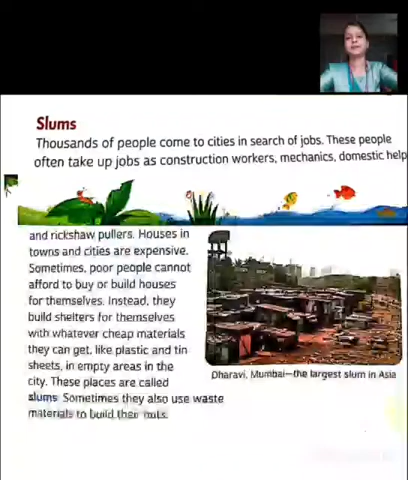 Slums
Thousands of people come to cities in search of jobs. These people
often take up jobs as construction workers, mechanics, domestic help
and rickshaw pullers. Houses in
towns and cities are expensive.
Sometimes, poor people cannot
afford to buy or build houses
for themselves. Instead, they
build shelters for themselves
with whatever cheap materials
they can get, like plastic and tin
sheets, in empty areas in the
city. These places are called
slums. Sometimes they also use waste
materials to build their huts.
Dharavi, Mumbai—the largest slum in Asia